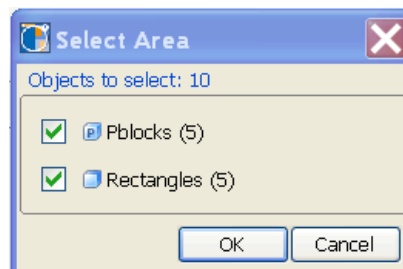 Select Area
Objects to select: 10
P Pblocks (5)
Rectangles (5)
OK Cancel